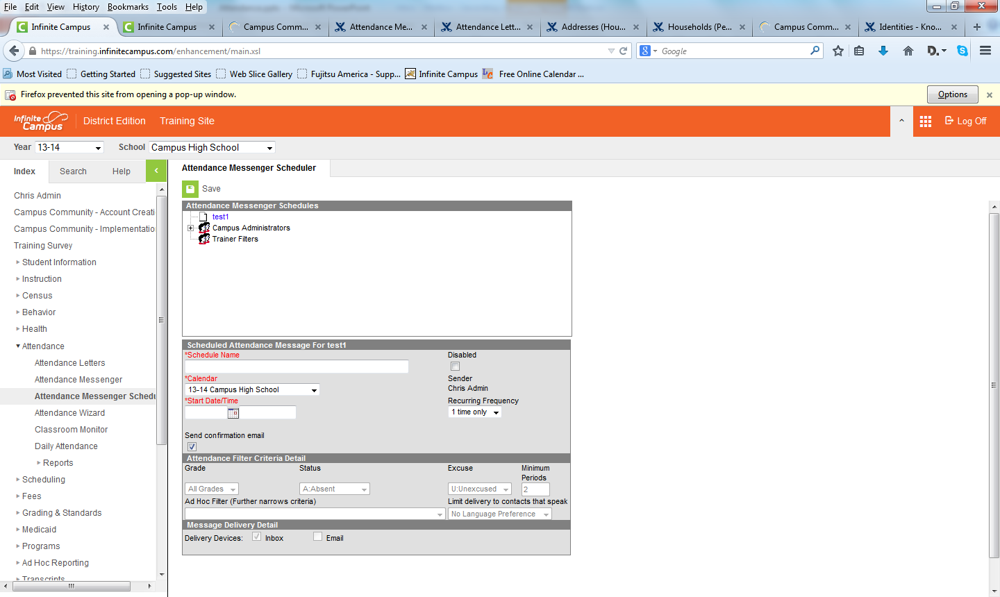 File Edit View History Bookmarks Tools Help
Infinite Campus Infinite Campus Campus Comm... Attendance Me... Attendance Lett... Addresses (Hou... Households (Pe... Campus Comm... Identities - Kno...
https://training.infinitecampus.com/enhancement/main.xsl
Google
Most Visited Getting Started Suggested Sites Web Slice Gallery Fujitsu America - Supp... Infinite Campus Free Online Calendar ...
Firefox prevented this site from opening a pop-up window. Options
Infinite Campus District Edition Training Site Log Off
Year 13-14 School Campus High School
Index Search Help
Chris Admin
Campus Community - Account Creati
Campus Community - Implementatio
Training Survey
Student Information
Instruction
Census
Behavior
Health
Attendance
Attendance Letters
Attendance Messenger
Attendance Messenger Schedu
Attendance Wizard
Classroom Monitor
Daily Attendance
Reports
Scheduling
Fees
Grading & Standards
Medicaid
Programs
Ad Hoc Reporting
Transcripts
Attendance Messenger Scheduler
Save
Attendance Messenger Schedules
test1
Campus Administrators
Trainer Filters
Scheduled Attendance Message For test1
*Schedule Name Disabled
*Calendar Sender
13-14 Campus High School Chris Admin
*Start Date/Time Recurring Frequency
1 time only
Send confirmation email
Attendance Filter Criteria Detail
Grade Status Excuse Minimum Periods
All Grades A:Absent U:Unexcused 2
Ad Hoc Filter (Further narrows criteria) Limit delivery to contacts that speak
No Language Preference
Message Delivery Detail
Delivery Devices: Inbox Email